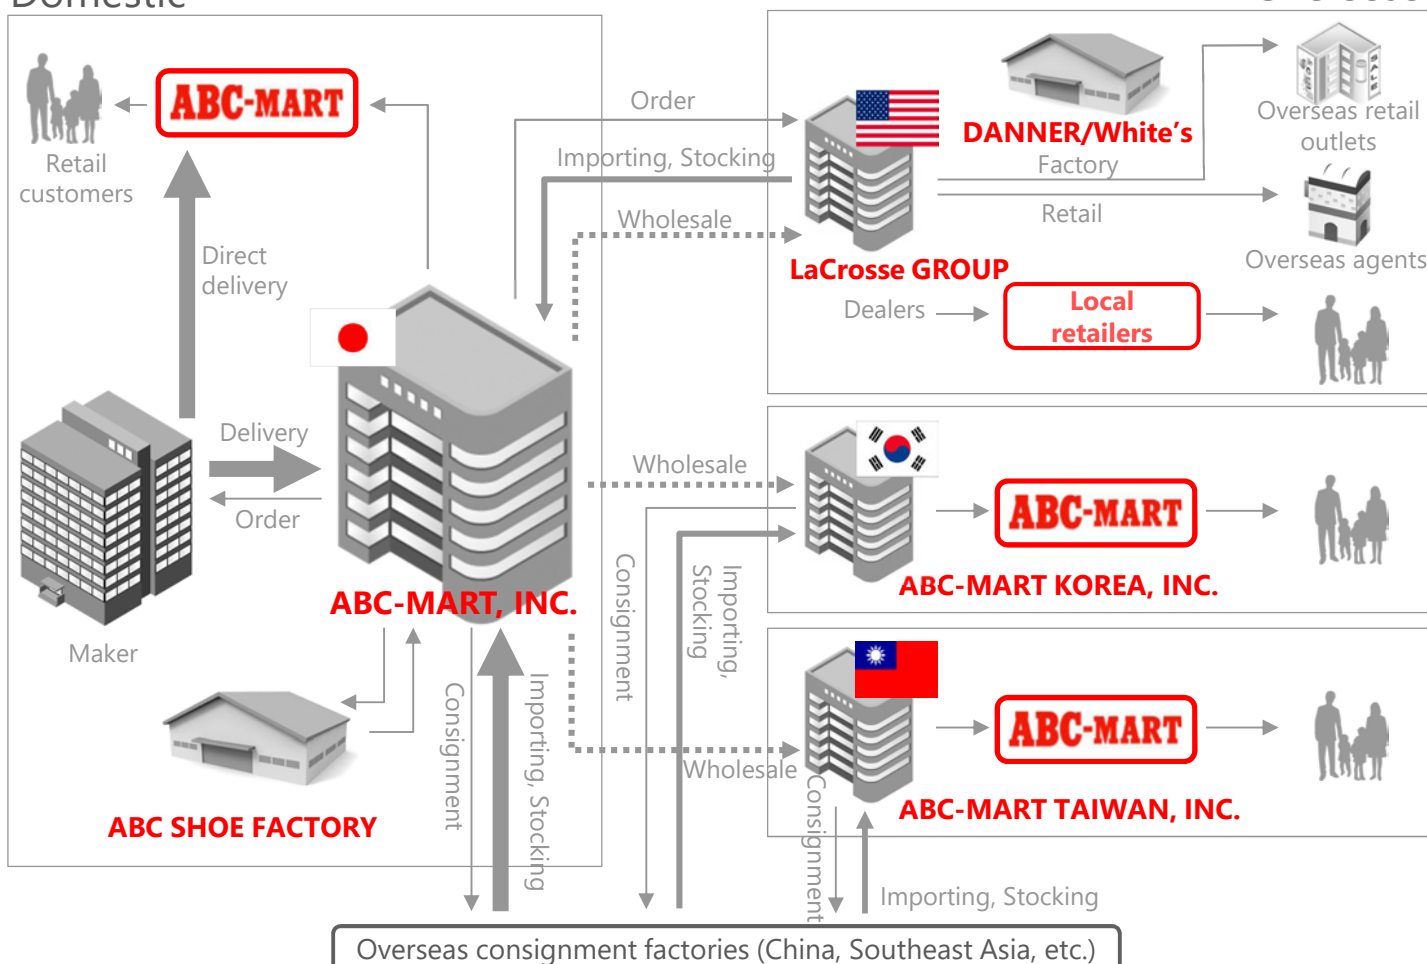 Domestic
ABC-MART
Retail
customers
Direct
delivery
Delivery
Order
Maker
ABC-MART, INC.
ABC SHOE FACTORY
Consignment
Importing, Stocking
Order
Importing, Stocking
Wholesale
LaCrosse GROUP
DANNER/White's
Factory
Retail
Overseas retail
outlets
Overseas agents
Dealers
Local
retailers
Wholesale
Consignment
Importing,
Stocking
ABC-MART
ABC-MART KOREA, INC.
Wholesale
ABC-MART
ABC-MART TAIWAN, INC.
Consignment
Importing, Stocking
Overseas consignment factories (China, Southeast Asia, etc.)